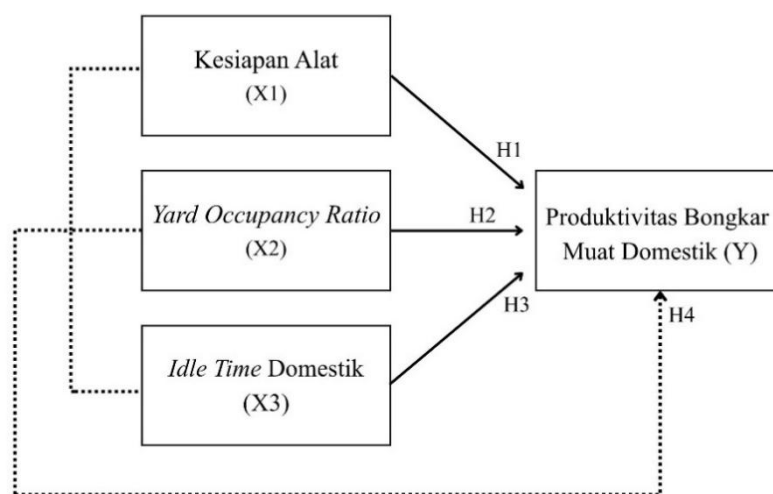 Kesiapan Alat
(X1)
H1
Yard Occupancy Ratio
(X2)
H2
Produktivitas Bongkar
Muat Domestik (Y)
H3
H4
Idle Time Domestik
(X3)